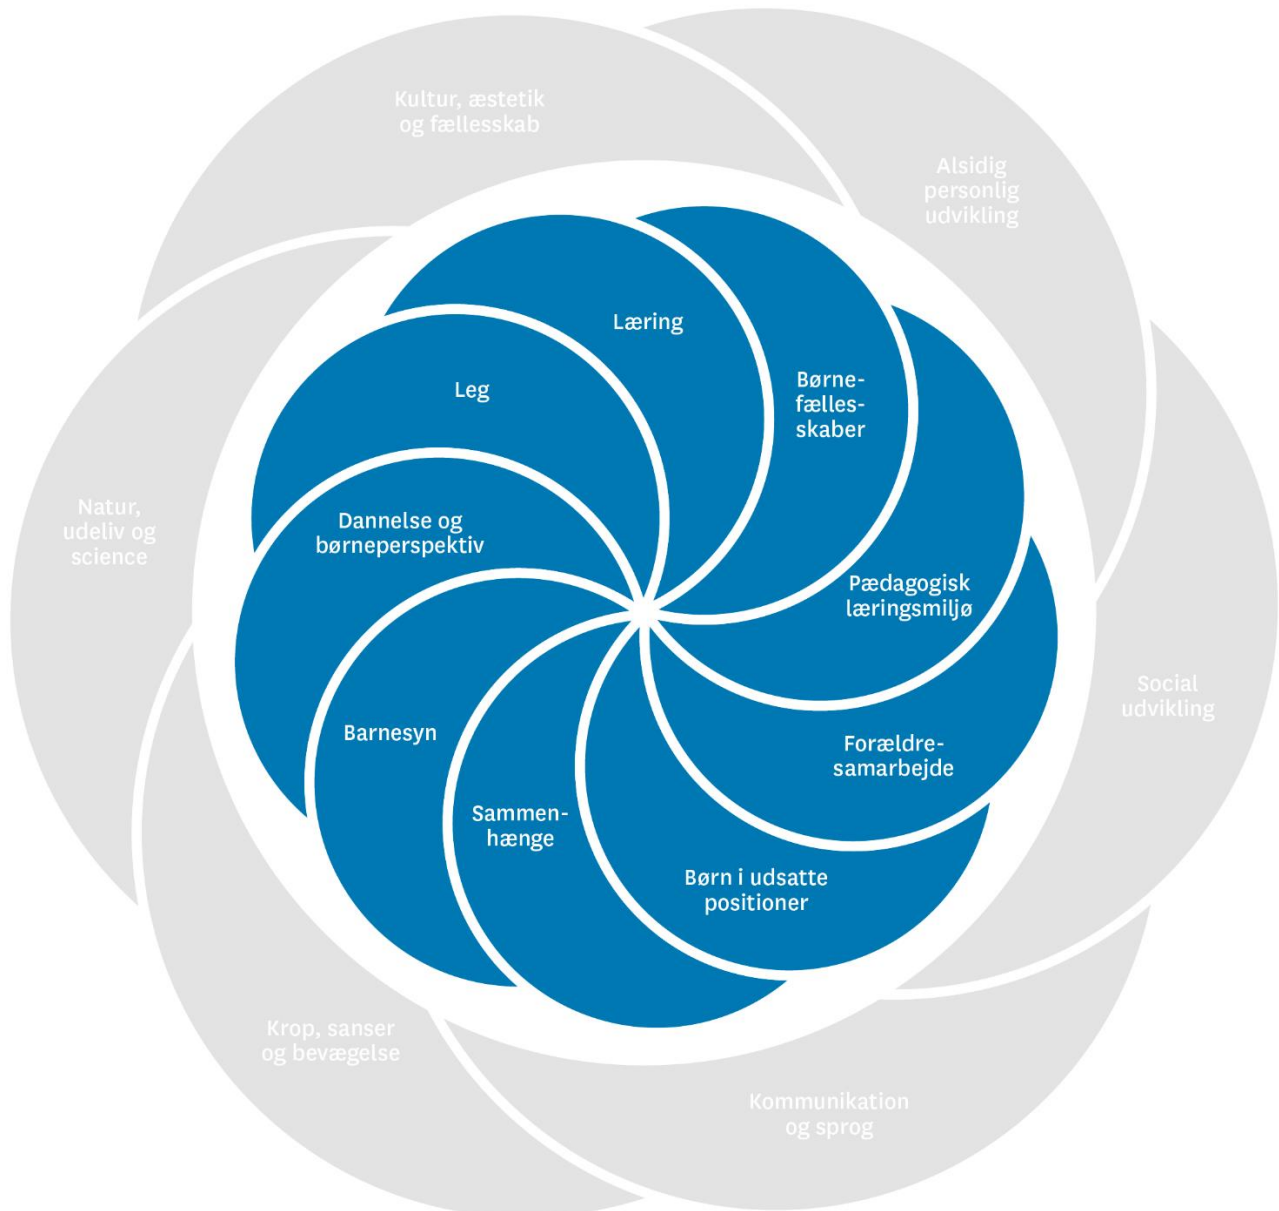 Kultur, æstetik
og fællesskab
Alsidig
personlig
udvikling
Læring
Børne-
fælles-
skaber
Leg
Natur,
udeliv og
science
Dannelse og
børneperspektiv
Pædagogisk
læringsmiljø
Social
udvikling
Barnesyn
Forældre-
samarbejde
Sammen-
hænge
Børn i udsatte
positioner
Krop, sanser
og bevægelse
Kommunikation
og sprog